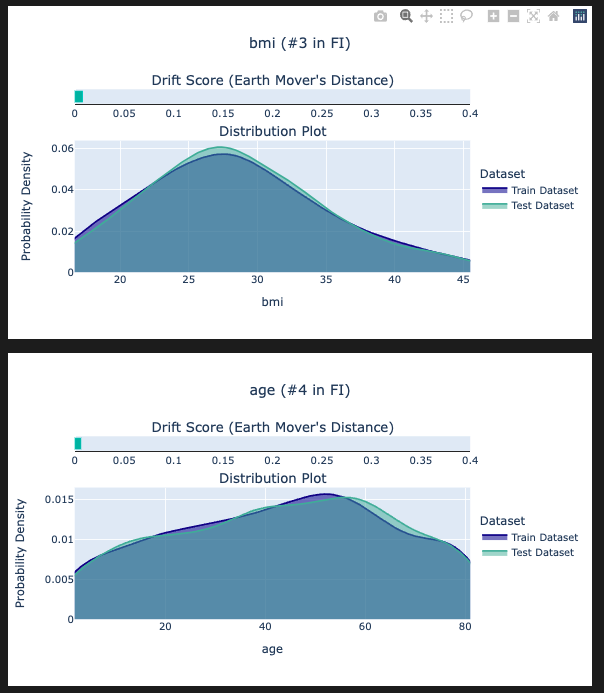 bmi (#3 in FI)
Drift Score (Earth Mover's Distance)
0 0.05 0.1 0.15 0.2 0.25 0.3 0.35 0.4
Distribution Plot
0.06
0.04
0.02
0
Probability Density
20 25 30 35 40 45
bmi
Dataset
Train Dataset
Test Dataset
age (#4 in FI)
Drift Score (Earth Mover's Distance)
0 0.05 0.1 0.15 0.2 0.25 0.3 0.35 0.4
Distribution Plot
0.015
0.01
0.005
0
Probability Density
20 40 60 80
age
Dataset
Train Dataset
Test Dataset